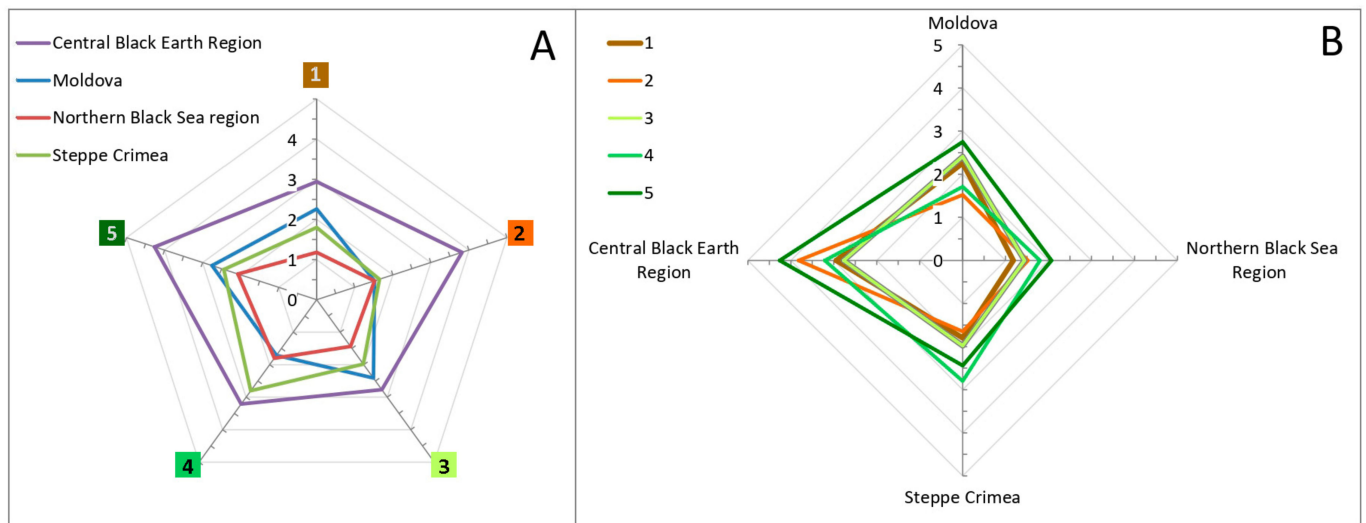 A
Central Black Earth Region
Moldova
Northern Black Sea region
Steppe Crimea
1
4
3
2
1
0
5
2
4
3
B
1
2
3
4
5
Moldova
5
4
3
2
1
0
Central Black Earth
Region
Northern Black Sea
Region
Steppe Crimea